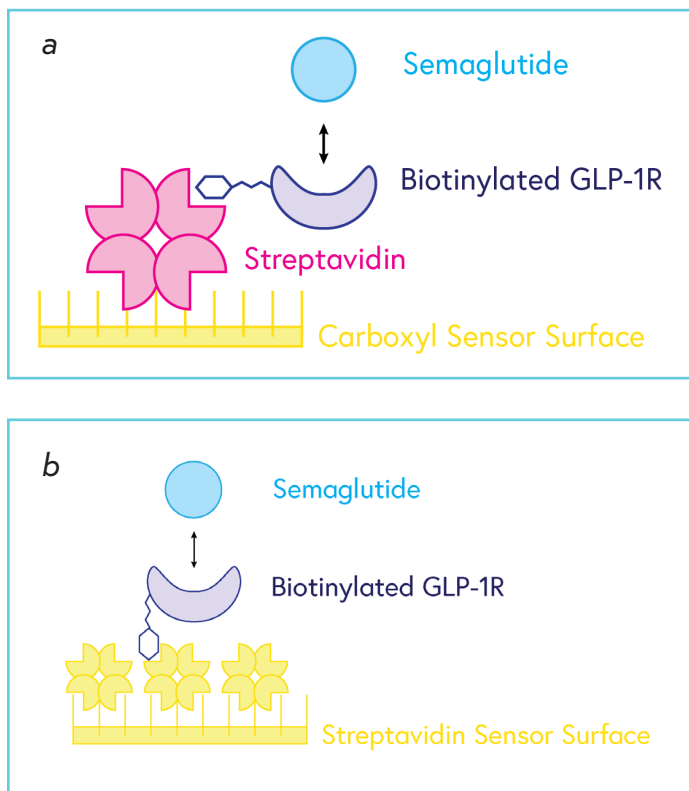 a
Semaglutide
Biotinylated GLP-1R
Streptavidin
Carboxyl Sensor Surface
b
Semaglutide
Biotinylated GLP-1R
Streptavidin Sensor Surface